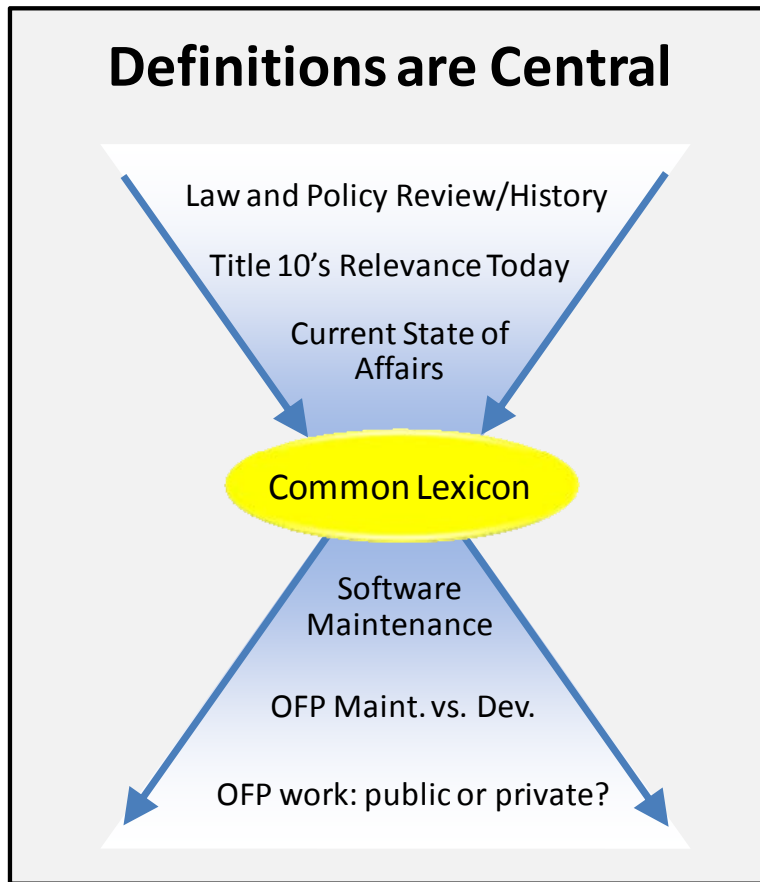 Definitions are Central
Law and Policy Review/History
Title 10's Relevance Today
Current State of
Affairs
Common Lexicon
Software
Maintenance
OFP Maint. vs. Dev.
OFP work: public or private?